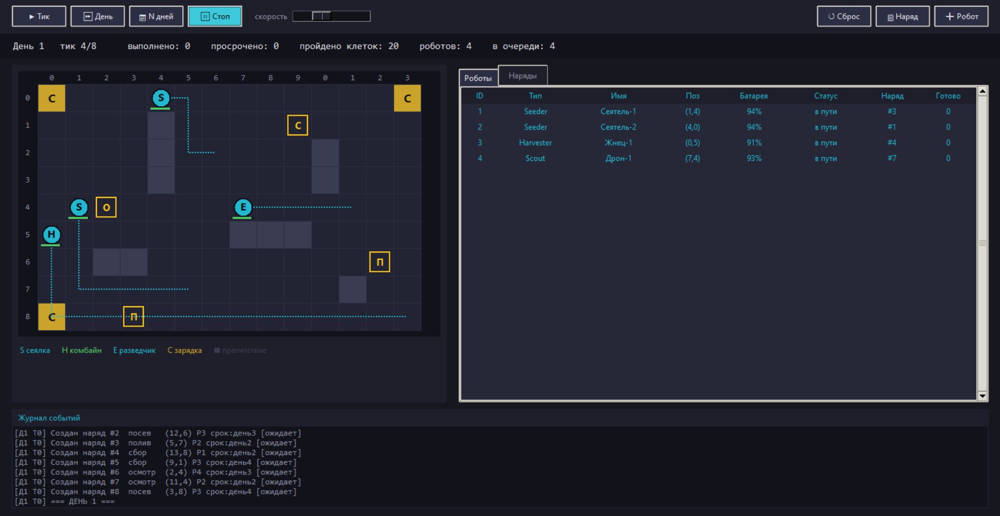 ▶ Тик День N дней Стоп скорость Сброс Наряд + Робот
День 1 тик 4/8 выполнено: 0 просрочено: 0 пройдено клеток: 20 роботов: 4 в очереди: 4
0 1 2 3 4 5 6 7 8 9 0 1 2 3
0 C S C
1 С
2
3
4 S О E
5 H
6 П
7
8 C П
S сеялка H комбайн E разведчик C зарядка ■ препятствие
Роботы Наряды
ID Тип Имя Поз Батарея Статус Наряд Готово
1 Seeder Сеятель-1 (1,4) 94% в пути #3 0
2 Seeder Сеятель-2 (4,0) 94% в пути #1 0
3 Harvester Жнец-1 (0,5) 91% в пути #4 0
4 Scout Дрон-1 (7,4) 93% в пути #7 0
Журнал событий
[Д1 T0] Создан наряд #2 посев (12,6) P3 срок:день3 [ожидает]
[Д1 T0] Создан наряд #3 полив (5,7) P2 срок:день2 [ожидает]
[Д1 T0] Создан наряд #4 сбор (13,8) P1 срок:день2 [ожидает]
[Д1 T0] Создан наряд #5 сбор (9,1) P3 срок:день4 [ожидает]
[Д1 T0] Создан наряд #6 осмотр (2,4) P4 срок:день3 [ожидает]
[Д1 T0] Создан наряд #7 осмотр (11,4) P2 срок:день2 [ожидает]
[Д1 T0] Создан наряд #8 посев (3,8) P3 срок:день4 [ожидает]
[Д1 T0] === ДЕНЬ 1 ===